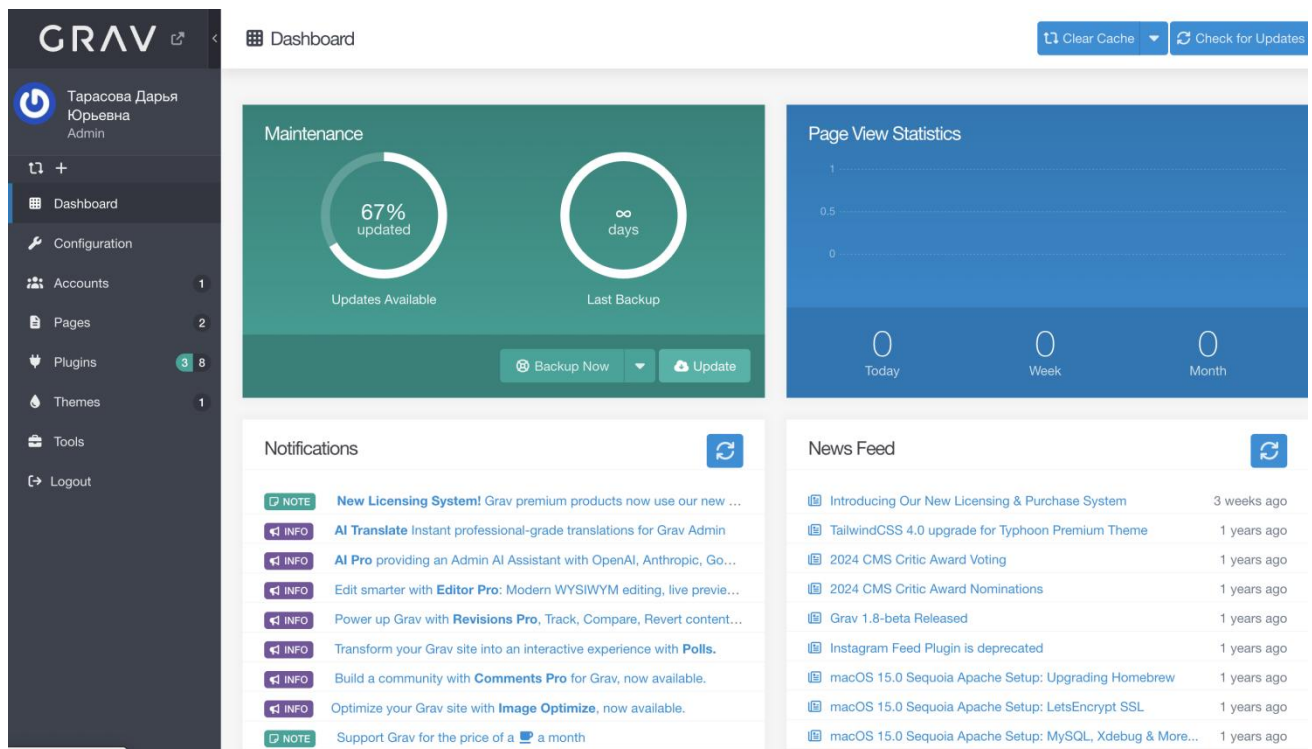 GRAV
Dashboard
Clear Cache
Check for Updates
Тарасова Дарья
Юрьевна
Admin
Dashboard
Configuration
Accounts 1
Pages 2
Plugins 3 8
Themes 1
Tools
Logout
Maintenance
67%
updated
Updates Available
∞
days
Last Backup
Backup Now
Update
Page View Statistics
1
0.5
0
0
Today
0
Week
0
Month
Notifications
NOTE New Licensing System! Grav premium products now use our new ...
INFO AI Translate Instant professional-grade translations for Grav Admin
INFO AI Pro providing an Admin AI Assistant with OpenAI, Anthropic, Go...
INFO Edit smarter with Editor Pro: Modern WYSIWYM editing, live previe...
INFO Power up Grav with Revisions Pro, Track, Compare, Revert content...
INFO Transform your Grav site into an interactive experience with Polls.
INFO Build a community with Comments Pro for Grav, now available.
INFO Optimize your Grav site with Image Optimize, now available.
NOTE Support Grav for the price of a a month
News Feed
Introducing Our New Licensing & Purchase System 3 weeks ago
TailwindCSS 4.0 upgrade for Typhoon Premium Theme 1 years ago
2024 CMS Critic Award Voting 1 years ago
2024 CMS Critic Award Nominations 1 years ago
Grav 1.8-beta Released 1 years ago
Instagram Feed Plugin is deprecated 1 years ago
macOS 15.0 Sequoia Apache Setup: Upgrading Homebrew 1 years ago
macOS 15.0 Sequoia Apache Setup: LetsEncrypt SSL 1 years ago
macOS 15.0 Sequoia Apache Setup: MySQL, Xdebug & More... 1 years ago